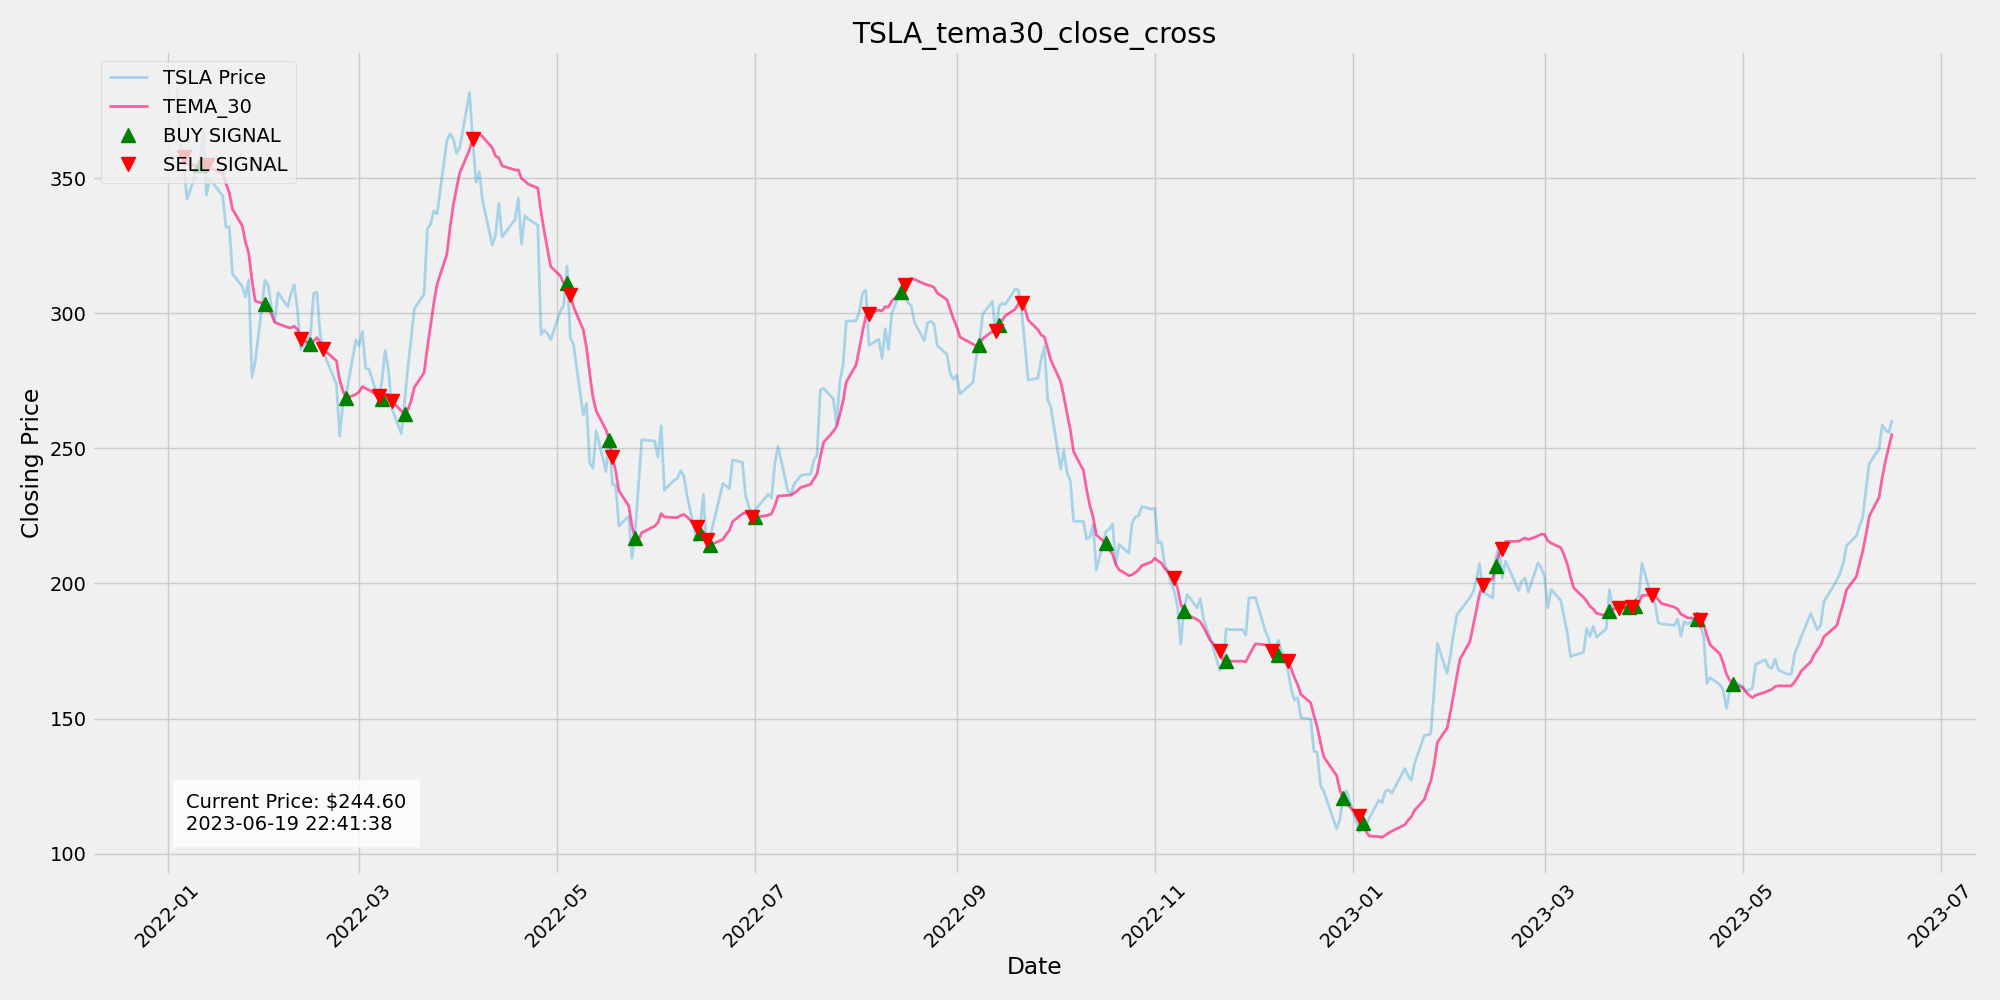 TSLA_tema30_close_cross
TSLA Price
TEMA_30
BUY SIGNAL
SELL SIGNAL
Closing Price
350
300
250
200
150
100
Current Price: $244.60
2023-06-19 22:41:38
2022-01
2022-03
2022-05
2022-07
2022-09
2022-11
2023-01
2023-03
2023-05
2023-07
Date